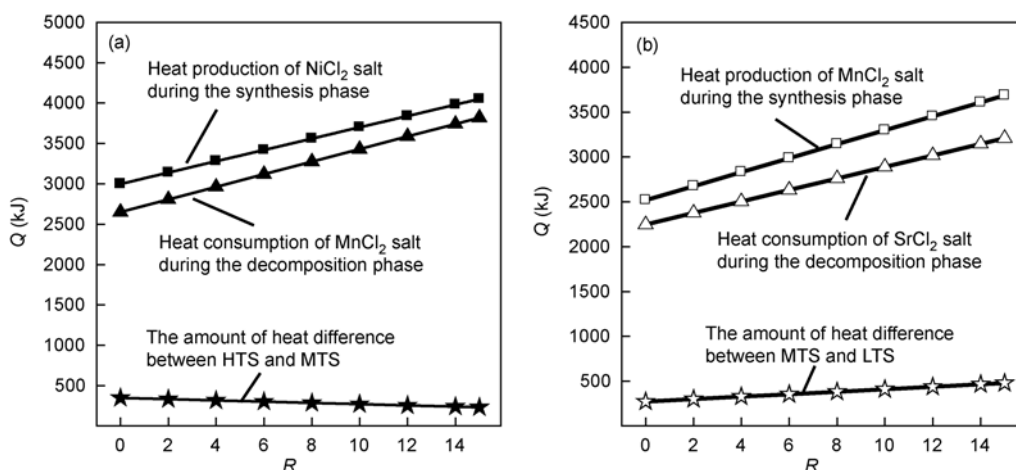 (a)
Heat production of NiCl2 salt
during the synthesis phase
Heat consumption of MnCl2 salt
during the decomposition phase
The amount of heat difference
between HTS and MTS
Q (kJ)
5000
4500
4000
3500
3000
2500
2000
1500
1000
500
0 2 4 6 8 10 12 14
R
(b)
Heat production of MnCl2 salt
during the synthesis phase
Heat consumption of SrCl2 salt
during the decomposition phase
The amount of heat difference
between MTS and LTS
Q (kJ)
4500
4000
3500
3000
2500
2000
1500
1000
500
0 2 4 6 8 10 12 14
R